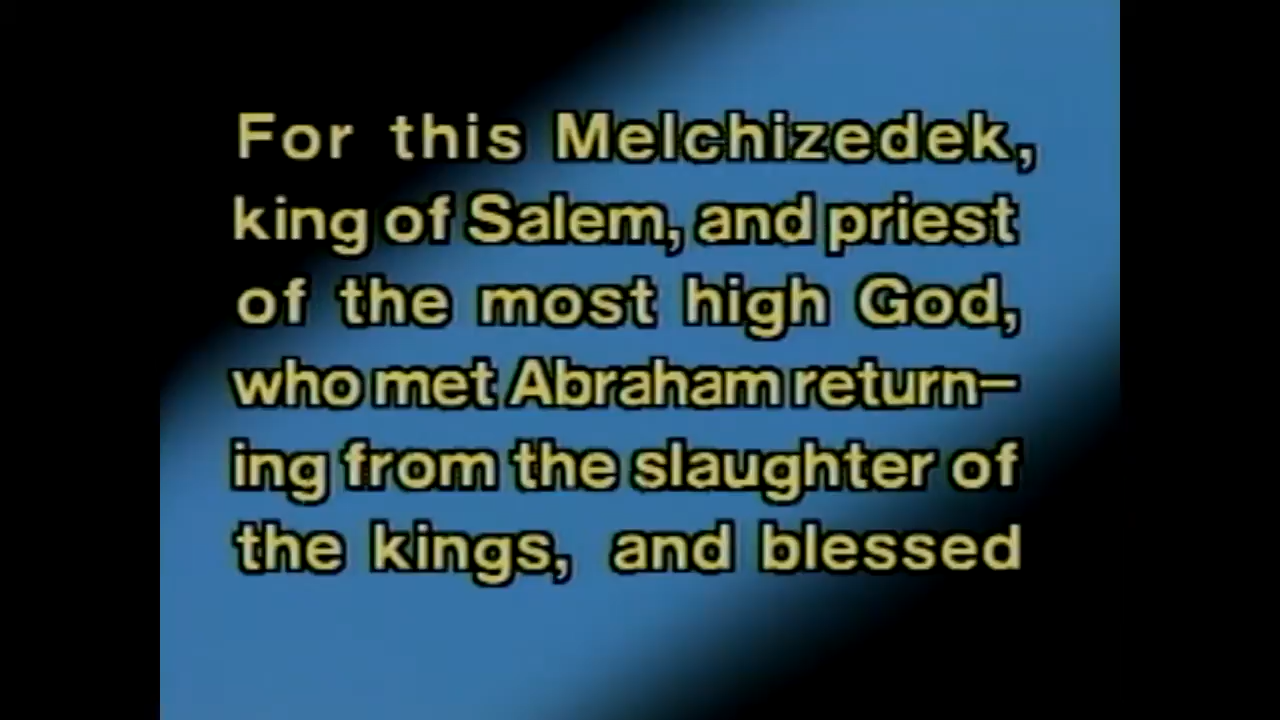 For this Melchizedek,
king of Salem, and priest
of the most high God,
who met Abraham return–
ing from the slaughter of
the kings, and blessed